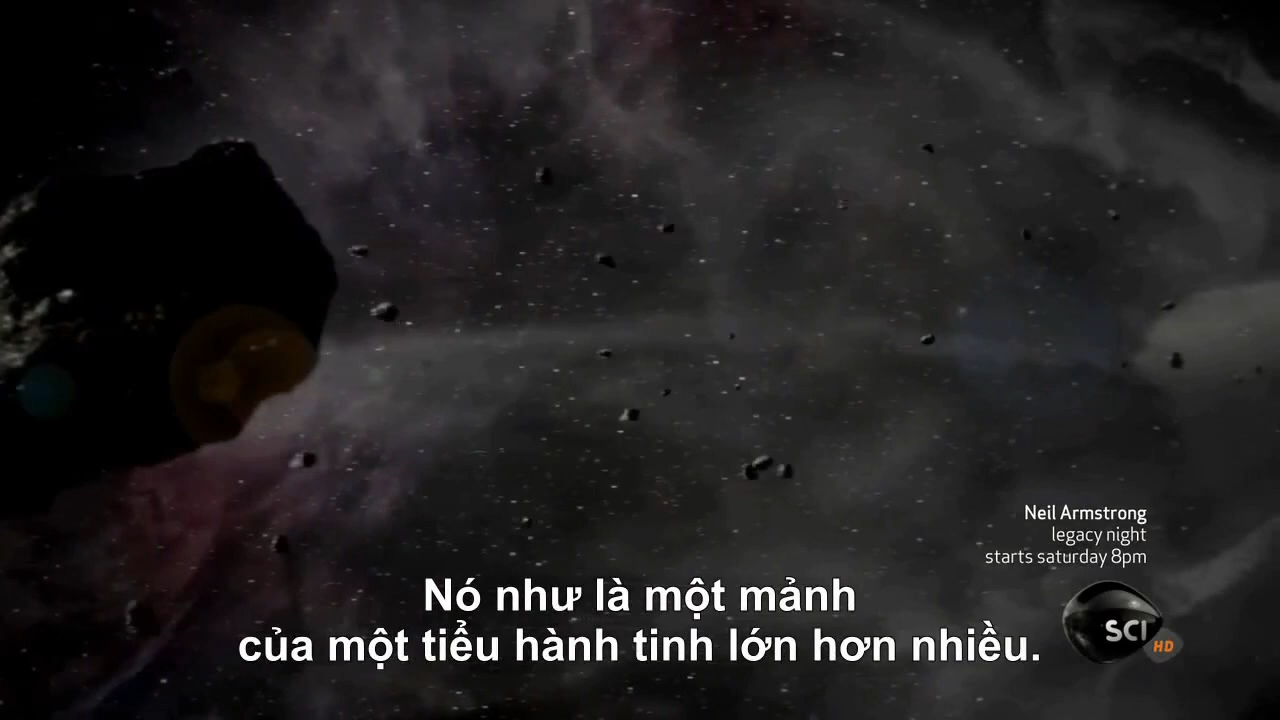 Neil Armstrong
legacy night
starts saturday 8pm
Nó như là một mảnh
của một tiểu hành tinh lớn hơn nhiều.
SCI
HD